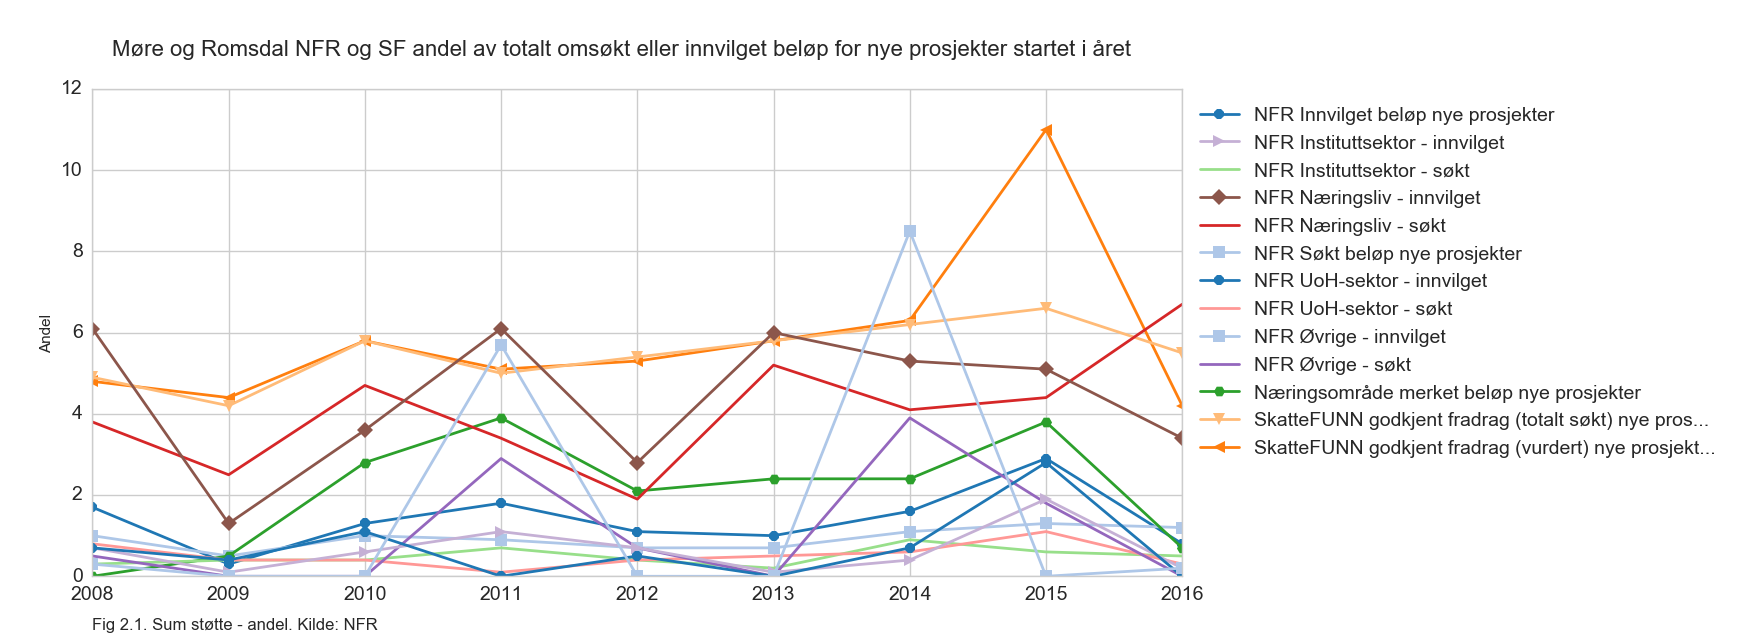 Møre og Romsdal NFR og SF andel av totalt omsøkt eller innvilget beløp for nye prosjekter startet i året
12
10
8
6
4
2
0
Andel
2008 2009 2010 2011 2012 2013 2014 2015 2016
NFR Innvilget beløp nye prosjekter
NFR Instituttsektor - innvilget
NFR Instituttsektor - søkt
NFR Næringsliv - innvilget
NFR Næringsliv - søkt
NFR Søkt beløp nye prosjekter
NFR UoH-sektor - innvilget
NFR UoH-sektor - søkt
NFR Øvrige - innvilget
NFR Øvrige - søkt
Næringsområde merket beløp nye prosjekter
SkatteFUNN godkjent fradrag (totalt søkt) nye pros...
SkatteFUNN godkjent fradrag (vurdert) nye prosjekt...
Fig 2.1. Sum støtte - andel. Kilde: NFR